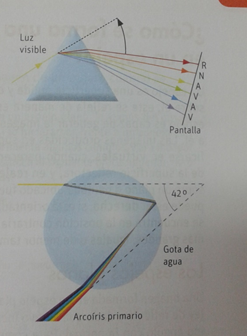 Luz
visible
R
N
A
V
A
V
Pantalla
42°
Gota de
agua
Arcoíris primario